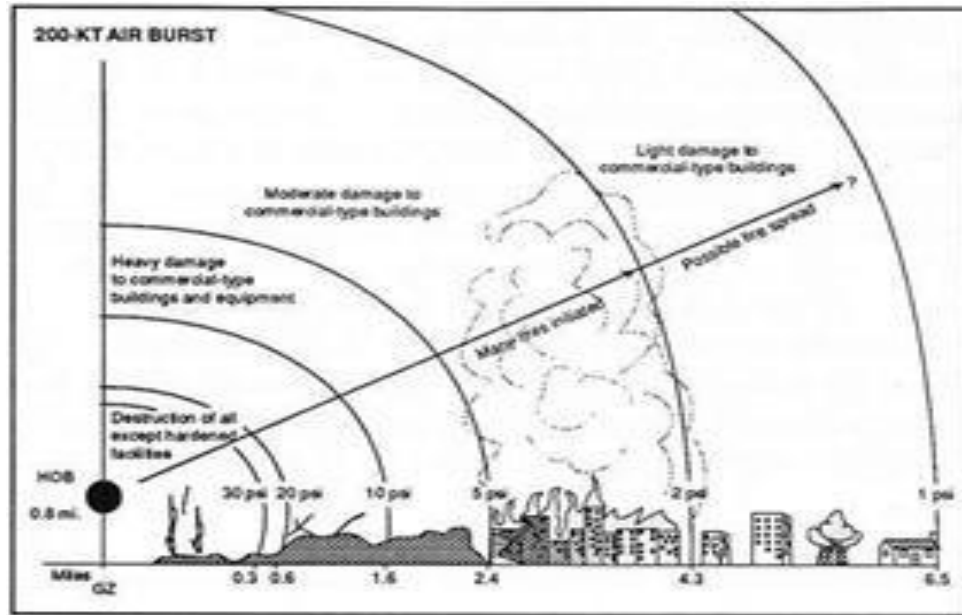 200-KT AIR BURST
Light damage to
commercial-type buildings
Moderate damage to
commercial-type buildings
?
Possible fire spread
Heavy damage
to commercial-type
buildings and equipment
Many fires initiated
Destruction of all
except hardened
facilities
HOB
0.8 mi.
30 psi
20 psi
10 psi
5 psi
2 psi
1 psi
Miles
GZ
0.3
0.6
1.6
2.4
4.3
6.5